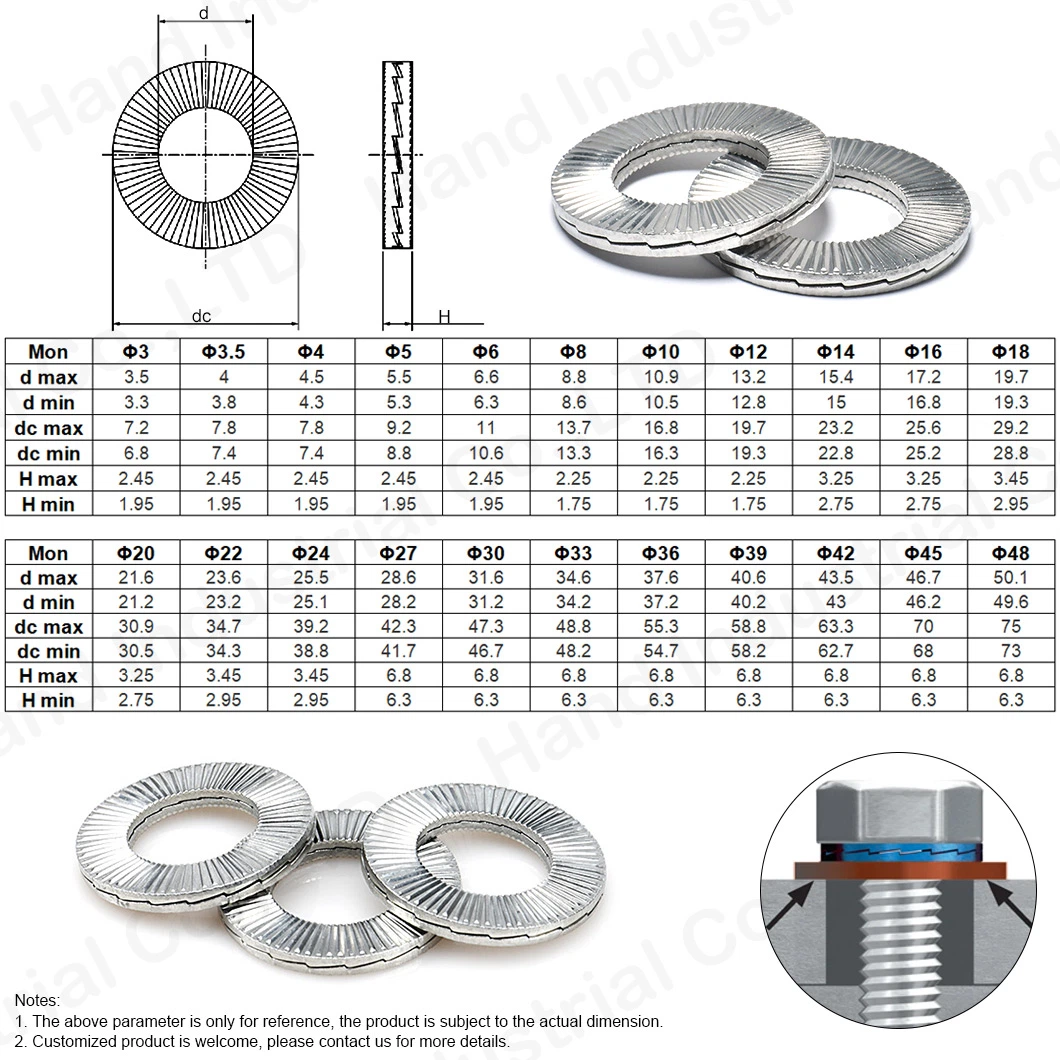 d
dc
H
Mon Φ3 Φ3.5 Φ4 Φ5 Φ6 Φ8 Φ10 Φ12 Φ14 Φ16 Φ18
d max 3.5 4 4.5 5.5 6.6 8.8 10.9 13.2 15.4 17.2 19.7
d min 3.3 3.8 4.3 5.3 6.3 8.6 10.5 12.8 15 16.8 19.3
dc max 7.2 7.8 7.8 9.2 11 13.7 16.8 19.7 23.2 25.6 29.2
dc min 6.8 7.4 7.4 8.8 10.6 13.3 16.3 19.3 22.8 25.2 28.8
H max 2.45 2.45 2.45 2.45 2.45 2.25 2.25 2.25 3.25 3.25 3.45
H min 1.95 1.95 1.95 1.95 1.95 1.75 1.75 1.75 2.75 2.75 2.95
Mon Φ20 Φ22 Φ24 Φ27 Φ30 Φ33 Φ36 Φ39 Φ42 Φ45 Φ48
d max 21.6 23.6 25.5 28.6 31.6 34.6 37.6 40.6 43.5 46.7 50.1
d min 21.2 23.2 25.1 28.2 31.2 34.2 37.2 40.2 43 46.2 49.6
dc max 30.9 34.7 39.2 42.3 47.3 48.8 55.3 58.8 63.3 70 75
dc min 30.5 34.3 38.8 41.7 46.7 48.2 54.7 58.2 62.7 68 73
H max 3.25 3.45 3.45 6.8 6.8 6.8 6.8 6.8 6.8 6.8 6.8
H min 2.75 2.95 2.95 6.3 6.3 6.3 6.3 6.3 6.3 6.3 6.3
Notes:
1. The above parameter is only for reference, the product is subject to the actual dimension.
2. Customized product is welcome, please contact us for more details.
Hand Industrial Co.,LTD